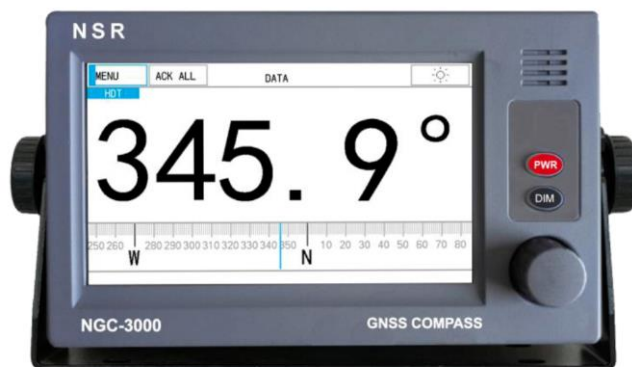 NSR
MENU ACK ALL DATA
HDT
345.9°
PWR
DIM
250 260 280 290 300 310 320 330 340 350 10 20 30 40 50 60 70 80
W N
NGC-3000 GNSS COMPASS